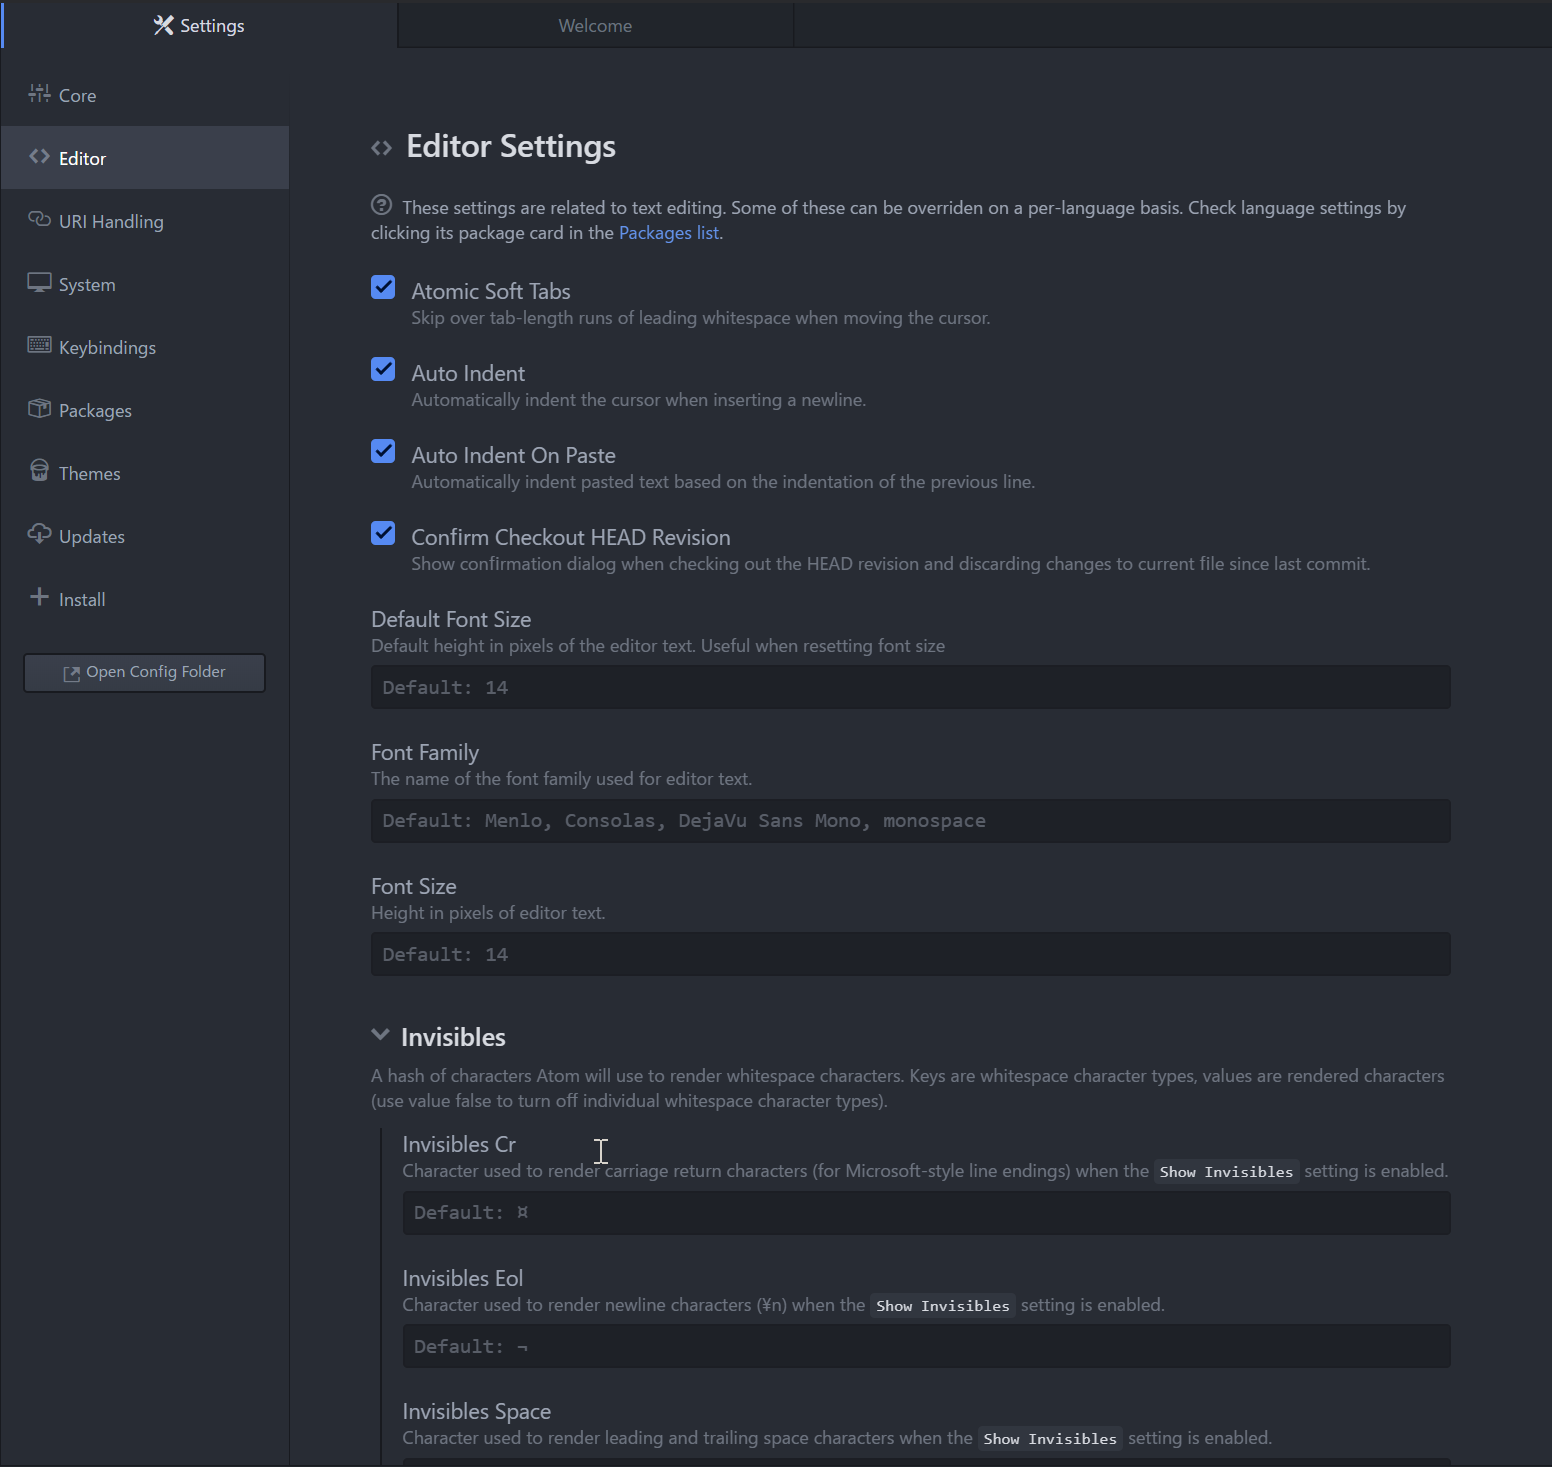 Settings
Welcome
Core
Editor
URI Handling
System
Keybindings
Packages
Themes
Updates
Install
Open Config Folder
Editor Settings
These settings are related to text editing. Some of these can be overriden on a per-language basis. Check language settings by
clicking its package card in the Packages list.
Atomic Soft Tabs
Skip over tab-length runs of leading whitespace when moving the cursor.
Auto Indent
Automatically indent the cursor when inserting a newline.
Auto Indent On Paste
Automatically indent pasted text based on the indentation of the previous line.
Confirm Checkout HEAD Revision
Show confirmation dialog when checking out the HEAD revision and discarding changes to current file since last commit.
Default Font Size
Default height in pixels of the editor text. Useful when resetting font size
Default: 14
Font Family
The name of the font family used for editor text.
Default: Menlo, Consolas, DejaVu Sans Mono, monospace
Font Size
Height in pixels of editor text.
Default: 14
Invisibles
A hash of characters Atom will use to render whitespace characters. Keys are whitespace character types, values are rendered characters
(use value false to turn off individual whitespace character types).
Invisibles Cr
Character used to render carriage return characters (for Microsoft-style line endings) when the Show Invisibles setting is enabled.
Default: ¤
Invisibles Eol
Character used to render newline characters (¥n) when the Show Invisibles setting is enabled.
Default: ¬
Invisibles Space
Character used to render leading and trailing space characters when the Show Invisibles setting is enabled.